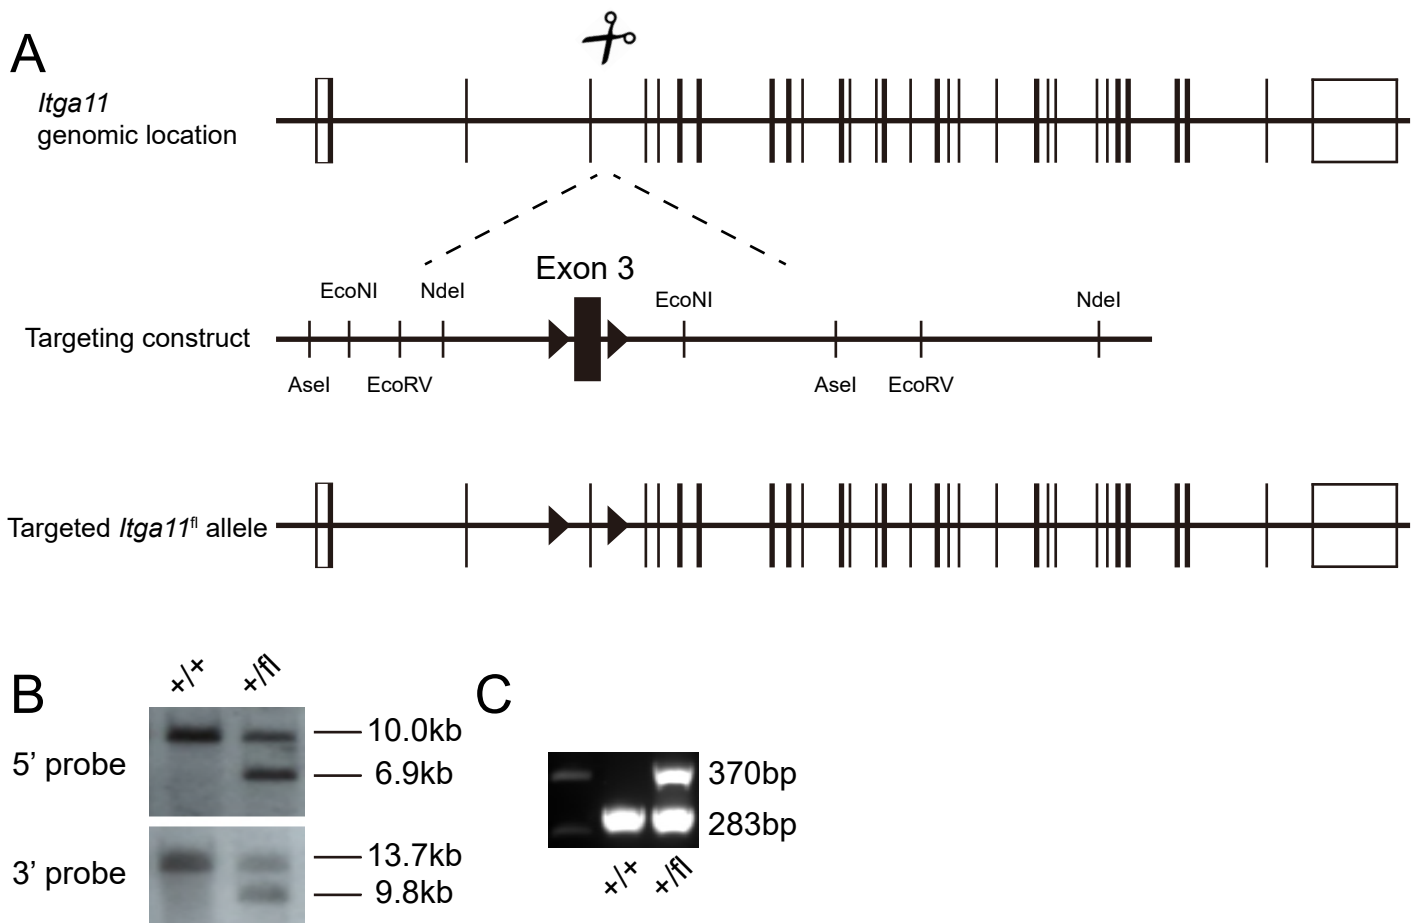 A
Itga11
genomic location
Exon 3
EcoNI
NdeI
EcoNI
NdeI
Targeting construct
AseI
EcoRV
AseI
EcoRV
Targeted Itga11fl allele
B
+/+
+/fl
C
5’ probe
10.0kb
6.9kb
3’ probe
13.7kb
9.8kb
370bp
283bp
+/+
+/fl